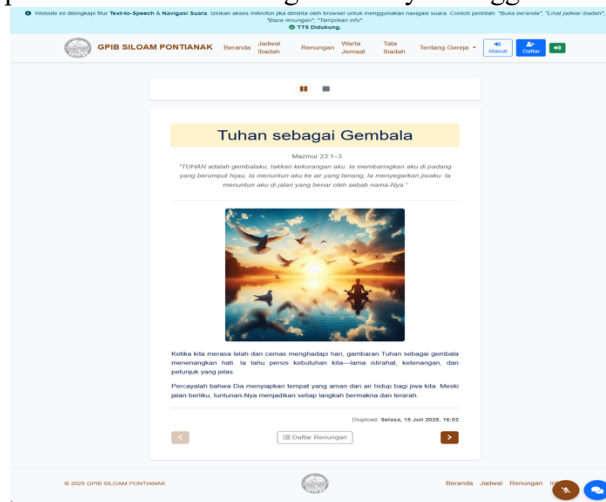 Website ini dilengkapi fitur Text-to-Speech & Navigasi Suara. Izinkan akses mikrofon jika diminta oleh browser untuk menggunakan navigasi suara. Contoh perintah: "Buka beranda", "Lihat jadwal ibadah",
"Baca renungan", "Tampilkan info".
TTS Didukung.
GPIB SILOAM PONTIANAK
Beranda
Jadwal Ibadah
Renungan
Warta Jemaat
Tata Ibadah
Tentang Gereja
Masuk
Daftar
Tuhan sebagai Gembala
Mazmur 23:1–3
"TUHAN adalah gembalaku, takkan kekurangan aku. Ia membaringkan aku di padang
yang berumput hijau, Ia menuntun aku ke air yang tenang; Ia menyegarkan jiwaku. Ia
menuntun aku di jalan yang benar oleh sebab nama-Nya."
Ketika kita merasa lelah dan cemas menghadapi hari, gambaran Tuhan sebagai gembala
menenangkan hati. Ia tahu persis kebutuhan kita—lama istirahat, ketenangan, dan
petunjuk yang jelas.
Percayalah bahwa Dia menyiapkan tempat yang aman dan air hidup bagi jiwa kita. Meski
jalan berliku, tuntunan-Nya menjadikan setiap langkah bermakna dan terarah.
Diupload: Selasa, 15 Juli 2025, 16:02
Daftar Renungan
© 2025 GPIB SILOAM PONTIANAK
Beranda Jadwal Renungan